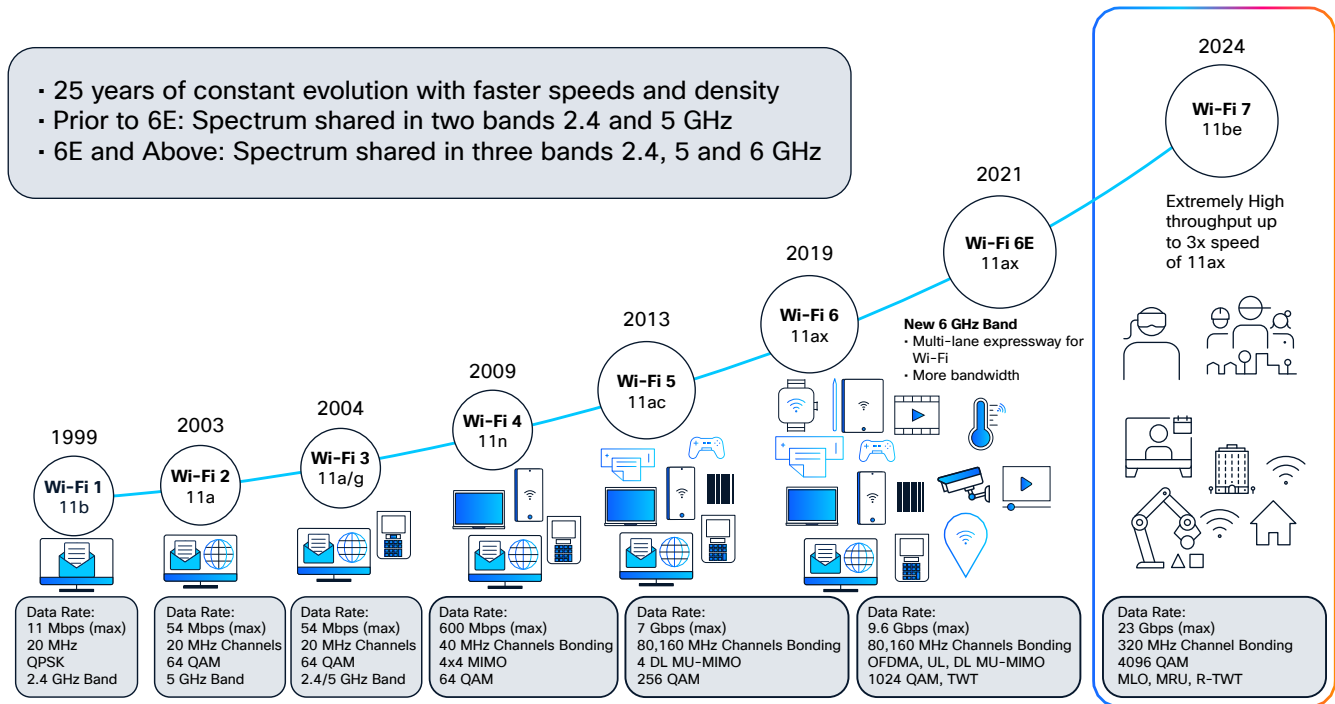 · 25 years of constant evolution with faster speeds and density
· Prior to 6E: Spectrum shared in two bands 2.4 and 5 GHz
· 6E and Above: Spectrum shared in three bands 2.4, 5 and 6 GHz
1999
Wi-Fi 1
11b
Data Rate:
11 Mbps (max)
20 MHz
QPSK
2.4 GHz Band
2003
Wi-Fi 2
11a
Data Rate:
54 Mbps (max)
20 MHz Channels
64 QAM
5 GHz Band
2004
Wi-Fi 3
11a/g
Data Rate:
54 Mbps (max)
20 MHz Channels
64 QAM
2.4/5 GHz Band
2009
Wi-Fi 4
11n
Data Rate:
600 Mbps (max)
40 MHz Channels Bonding
4x4 MIMO
64 QAM
2013
Wi-Fi 5
11ac
Data Rate:
7 Gbps (max)
80,160 MHz Channels Bonding
4 DL MU-MIMO
256 QAM
2019
Wi-Fi 6
11ax
2021
Wi-Fi 6E
11ax
New 6 GHz Band
· Multi-lane expressway for
Wi-Fi
· More bandwidth
Data Rate:
9.6 Gbps (max)
80,160 MHz Channels Bonding
OFDMA, UL, DL MU-MIMO
1024 QAM, TWT
2024
Wi-Fi 7
11be
Extremely High
throughput up
to 3x speed
of 11ax
Data Rate:
23 Gbps (max)
320 MHz Channel Bonding
4096 QAM
MLO, MRU, R-TWT